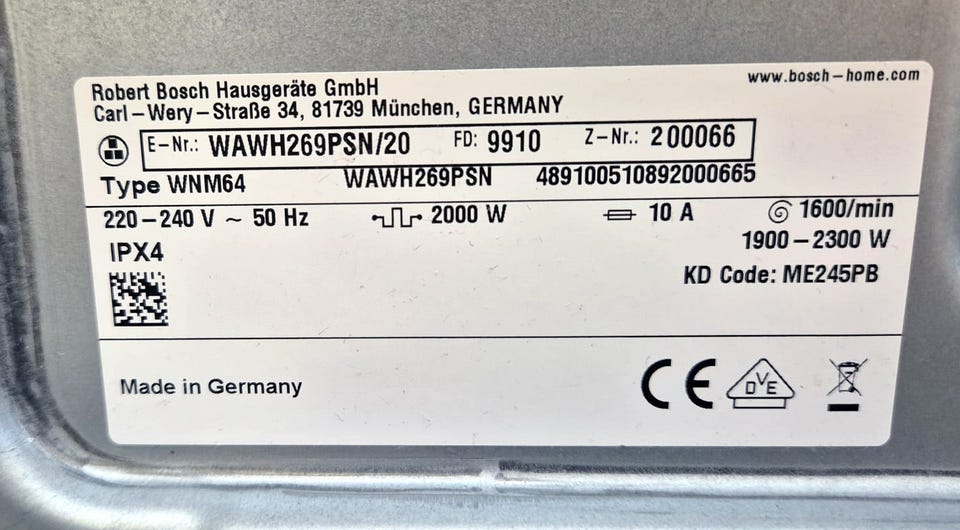 Robert Bosch Hausgeräte GmbH
www.bosch-home.com
Carl-Wery-Straße 34, 81739 München, GERMANY
E-Nr.: WAWH269PSN/20 FD: 9910 Z-Nr.: 200066
Type WNM64 WAWH269PSN 489100510892000665
220-240 V ~ 50 Hz 2000 W 10 A 1600/min
1900-2300 W
IPX4
KD Code: ME245PB
Made in Germany
CE DVE